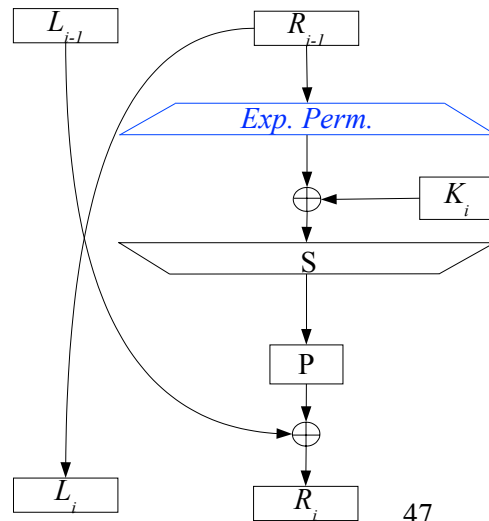 L_{i-1}
R_{i-1}
Exp. Perm.
K_i
S
P
L_i
R_i
47